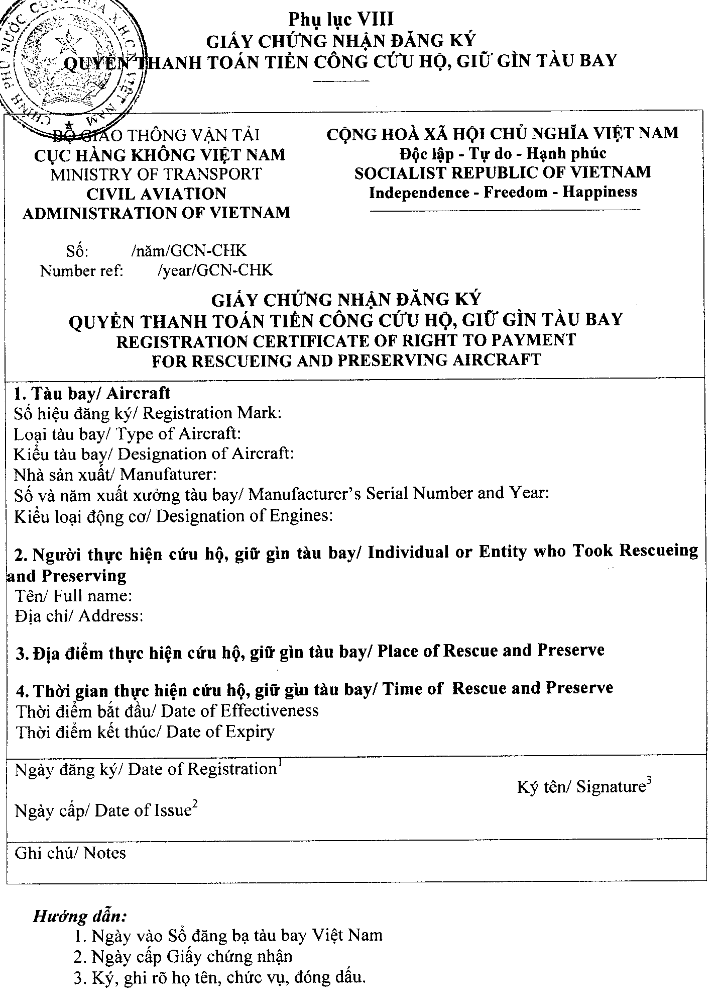 Phụ lục VIII
GIẤY CHỨNG NHẬN ĐĂNG KÝ
QUYỀN THANH TOÁN TIỀN CÔNG CỨU HỘ, GIỮ GÌN TÀU BAY
CHÍNH PHỦ NƯỚC CỘNG HÒA X.H.C.N VIỆT NAM
BỘ GIAO THÔNG VẬN TẢI
CỤC HÀNG KHÔNG VIỆT NAM
MINISTRY OF TRANSPORT
CIVIL AVIATION
ADMINISTRATION OF VIETNAM
CỘNG HOÀ XÃ HỘI CHỦ NGHĨA VIỆT NAM
Độc lập - Tự do - Hạnh phúc
SOCIALIST REPUBLIC OF VIETNAM
Independence - Freedom - Happiness
Số: /năm/GCN-CHK
Number ref: /year/GCN-CHK
GIẤY CHỨNG NHẬN ĐĂNG KÝ
QUYỀN THANH TOÁN TIỀN CÔNG CỨU HỘ, GIỮ GÌN TÀU BAY
REGISTRATION CERTIFICATE OF RIGHT TO PAYMENT
FOR RESCUEING AND PRESERVING AIRCRAFT
1. Tàu bay/ Aircraft
Số hiệu đăng ký/ Registration Mark:
Loại tàu bay/ Type of Aircraft:
Kiểu tàu bay/ Designation of Aircraft:
Nhà sản xuất/ Manufaturer:
Số và năm xuất xưởng tàu bay/ Manufacturer's Serial Number and Year:
Kiểu loại động cơ/ Designation of Engines:
2. Người thực hiện cứu hộ, giữ gìn tàu bay/ Individual or Entity who Took Rescueing
and Preserving
Tên/ Full name:
Địa chỉ/ Address:
3. Địa điểm thực hiện cứu hộ, giữ gìn tàu bay/ Place of Rescue and Preserve
4. Thời gian thực hiện cứu hộ, giữ gìn tàu bay/ Time of Rescue and Preserve
Thời điểm bắt đầu/ Date of Effectiveness
Thời điểm kết thúc/ Date of Expiry
Ngày đăng ký/ Date of Registration¹
Ký tên/ Signature³
Ngày cấp/ Date of Issue²
Ghi chú/ Notes
Hướng dẫn:
1. Ngày vào Sổ đăng bạ tàu bay Việt Nam
2. Ngày cấp Giấy chứng nhận
3. Ký, ghi rõ họ tên, chức vụ, đóng dấu.